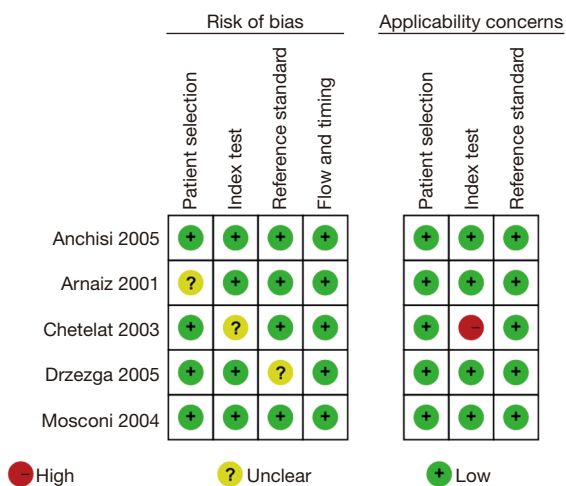 Risk of bias
Applicability concerns
Patient selection
Index test
Reference standard
Flow and timing
Patient selection
Index test
Reference standard
Anchisi 2005 + + + + + + +
Arnaiz 2001 ? + + + + + +
Chetelat 2003 + ? + + + – +
Drzezga 2005 + + ? + + + +
Mosconi 2004 + + + + + + +
– High ? Unclear + Low